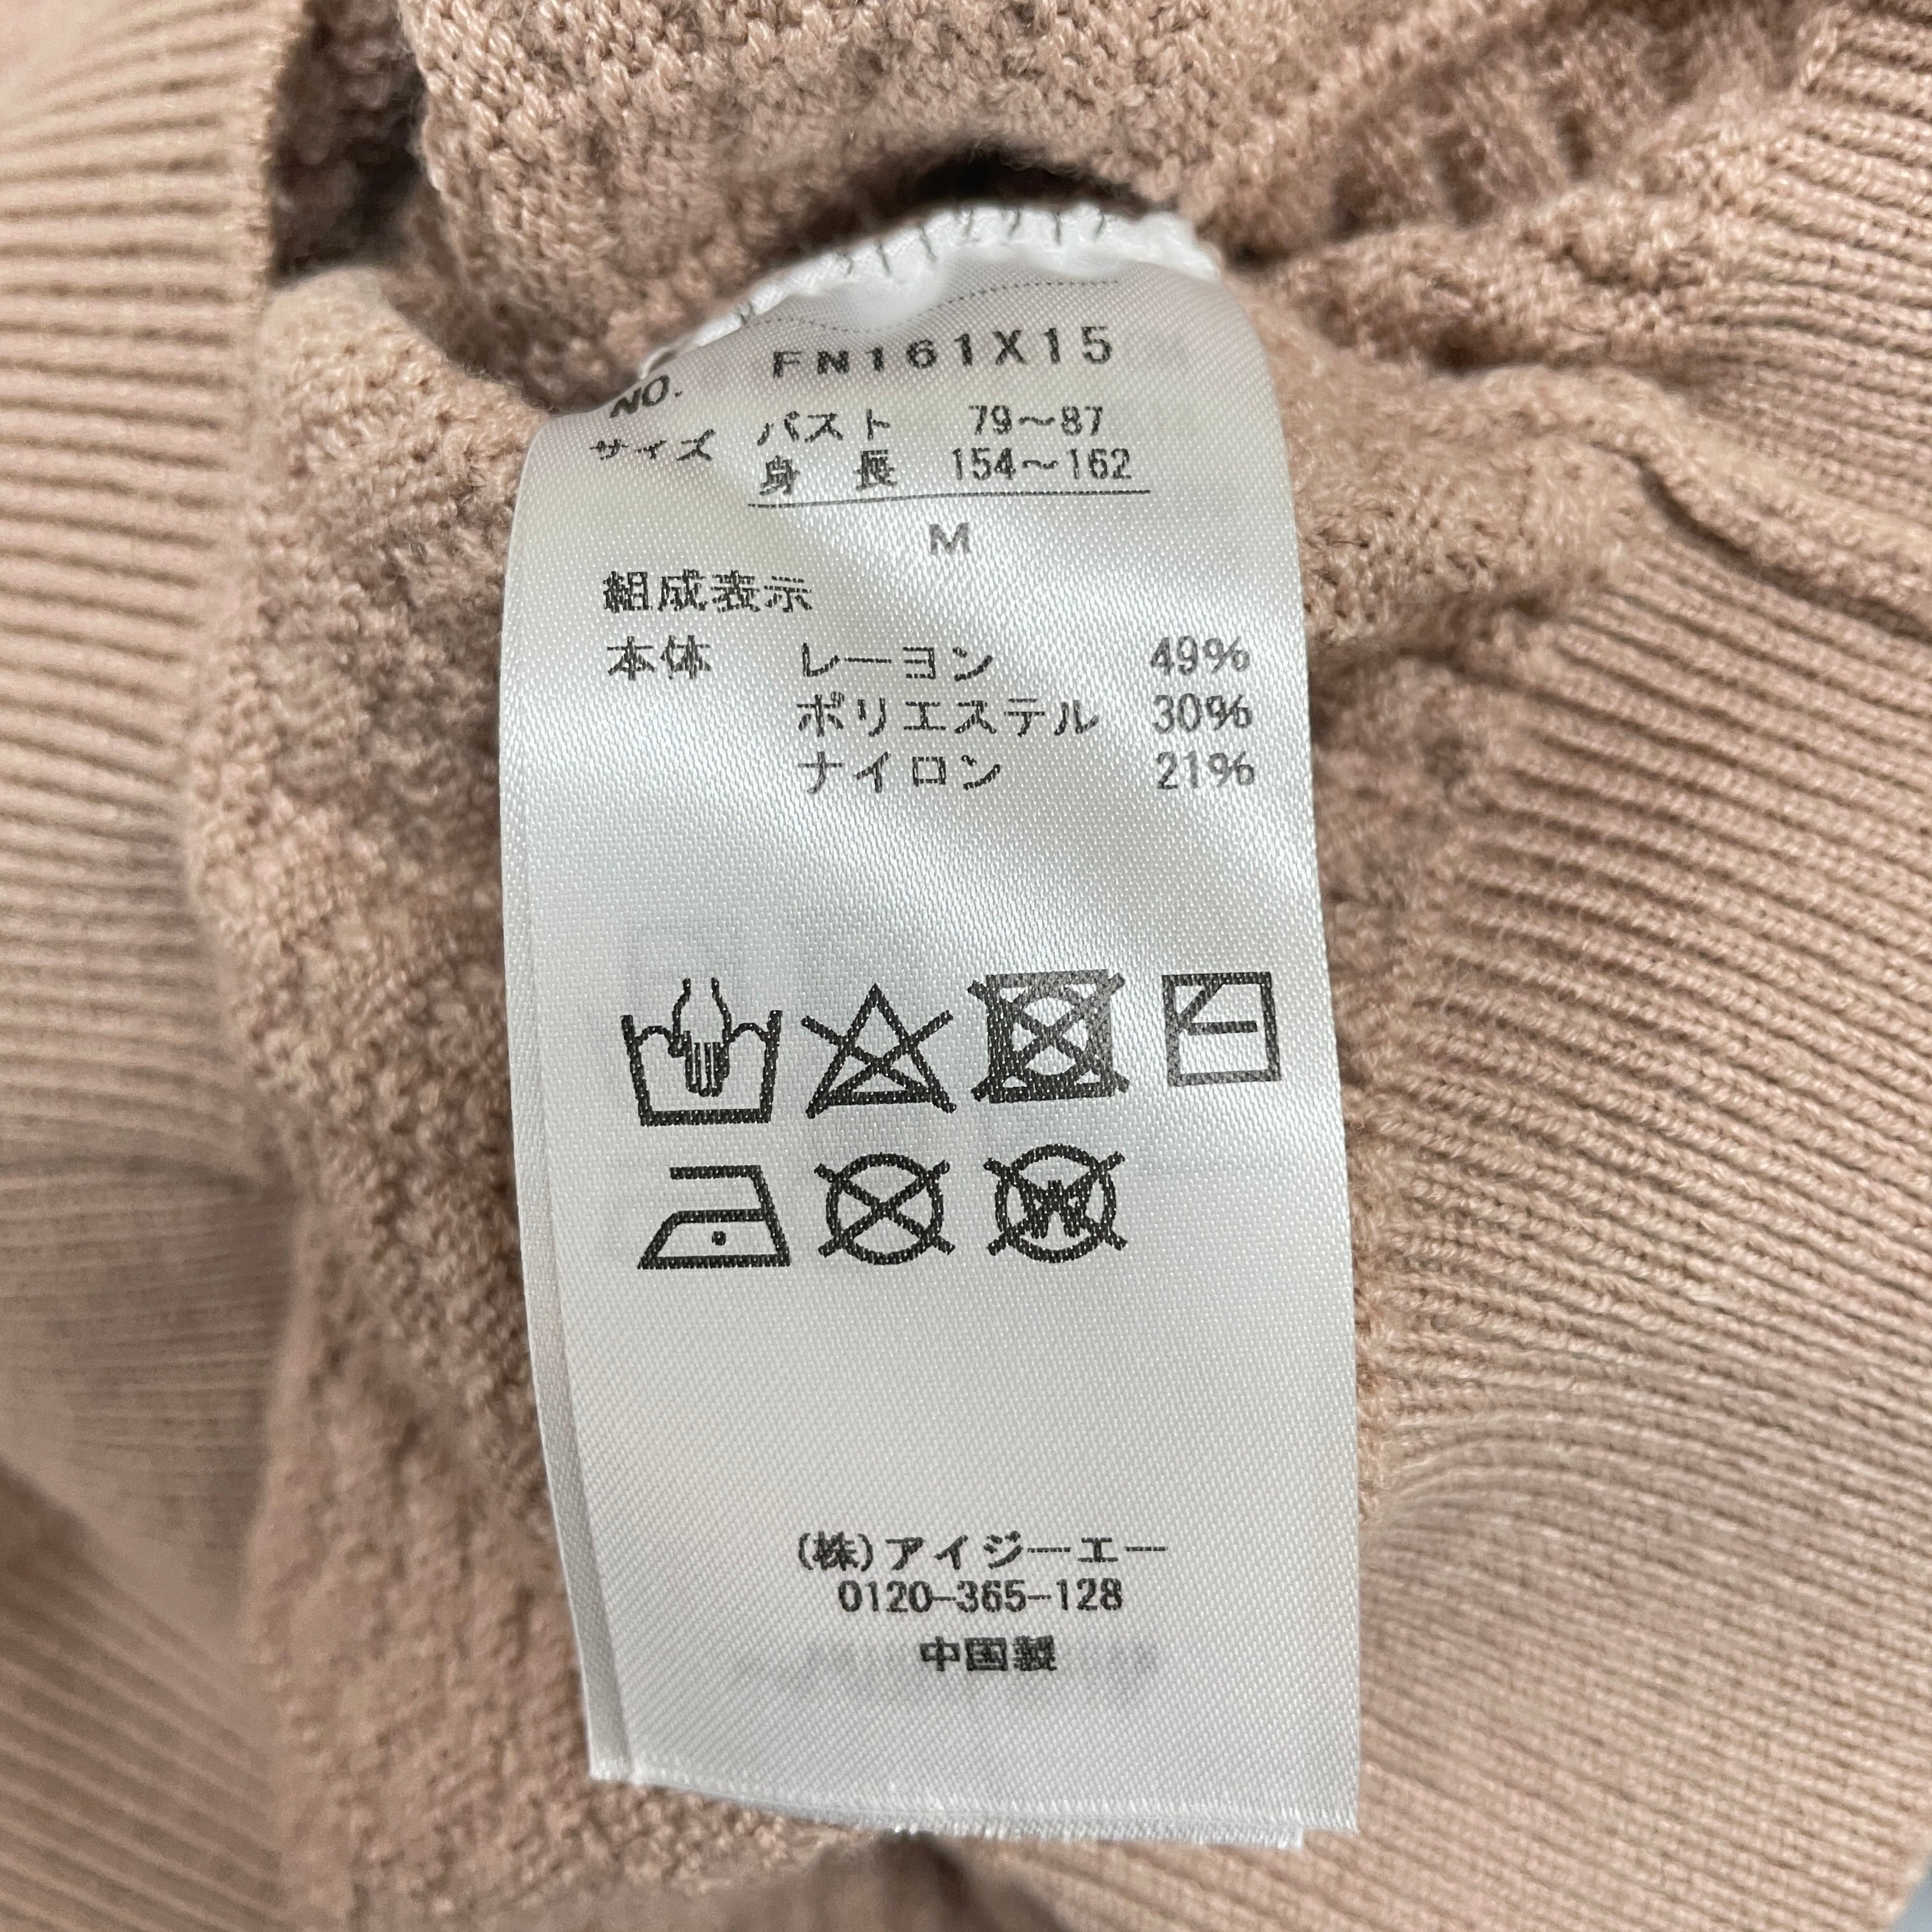 NO. FN161X15
サイズ バスト 79～87
身長 154～162
M
組成表示
本体 レーヨン 49%
ポリエステル 30%
ナイロン 21%
W
(株)アイジーエー
0120-365-128
中国製